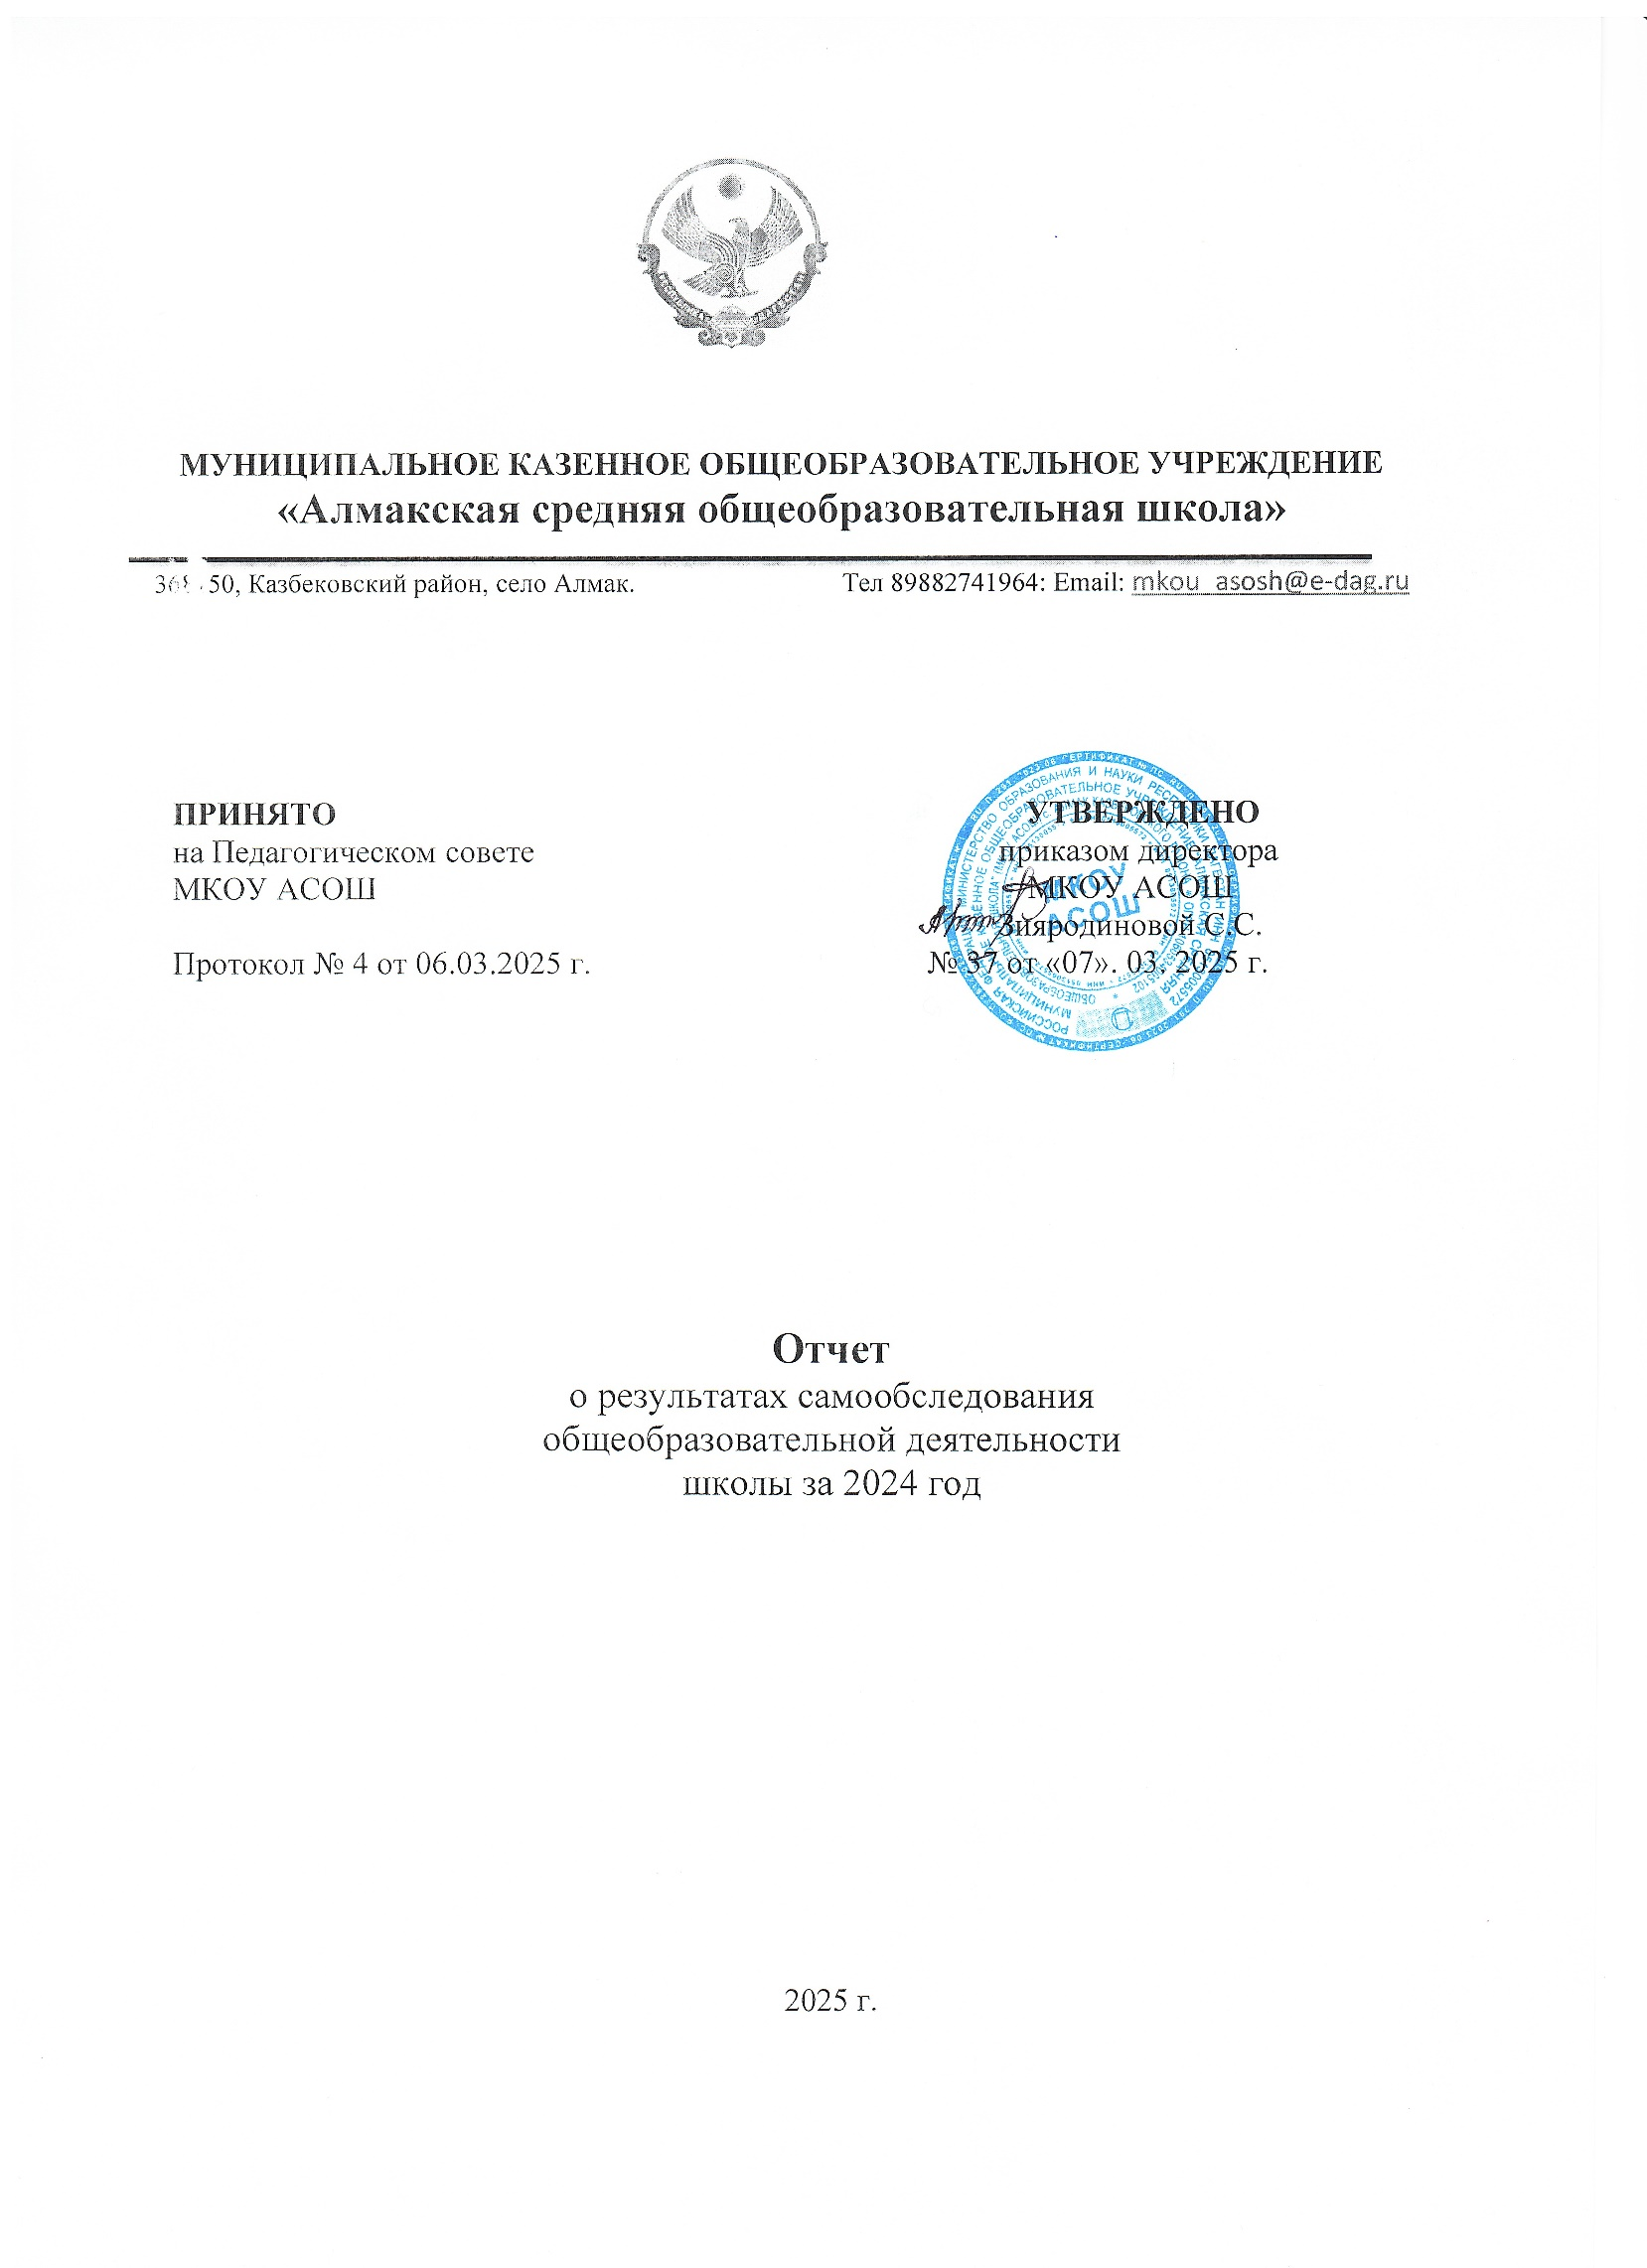 МУНИЦИПАЛЬНОЕ КАЗЕННОЕ ОБЩЕОБРАЗОВАТЕЛЬНОЕ УЧРЕЖДЕНИЕ
«Алмакская средняя общеобразовательная школа»
50, Казбековский район, село Алмак. Тел 89882741964: Email: mkou_asosh@e-dag.ru
ПРИНЯТО
на Педагогическом совете
МКОУ АСОШ
Протокол № 4 от 06.03.2025 г.
УТВЕРЖДЕНО
приказом директора
МКОУ АСОШ
Зияродиновой С.С.
№ 37 от «07». 03. 2025 г.
МКОУ
АСОШ
Отчет
о результатах самообследования
общеобразовательной деятельности
школы за 2024 год
2025 г.